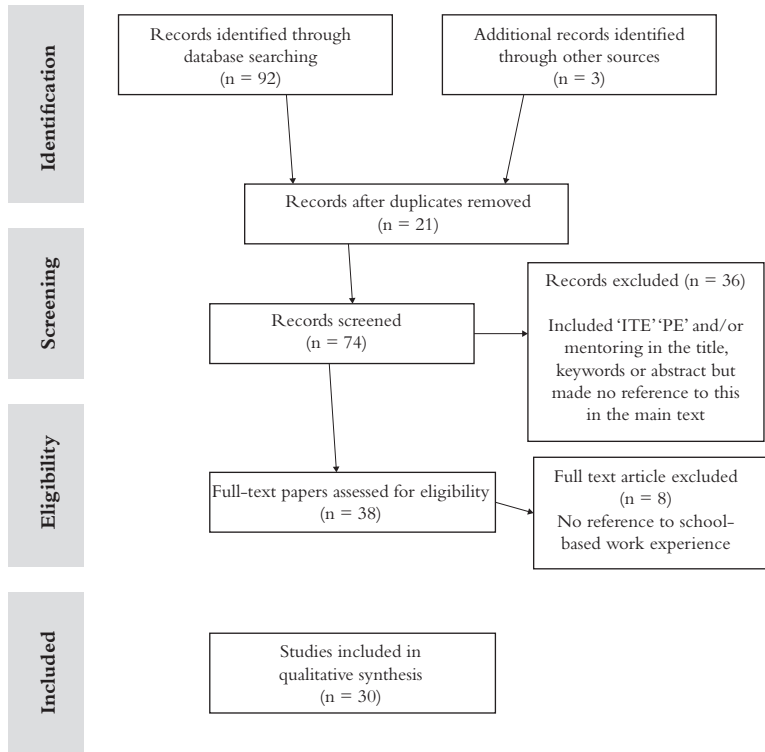 Identification
Records identified through
database searching
(n = 92)
Additional records identified
through other sources
(n = 3)
Records after duplicates removed
(n = 21)
Screening
Records screened
(n = 74)
Records excluded (n = 36)
Included ‘ITE’ ‘PE’ and/or
mentoring in the title,
keywords or abstract but
made no reference to this
in the main text
Eligibility
Full-text papers assessed for eligibility
(n = 38)
Full text article excluded
(n = 8)
No reference to school-
based work experience
Included
Studies included in
qualitative synthesis
(n = 30)